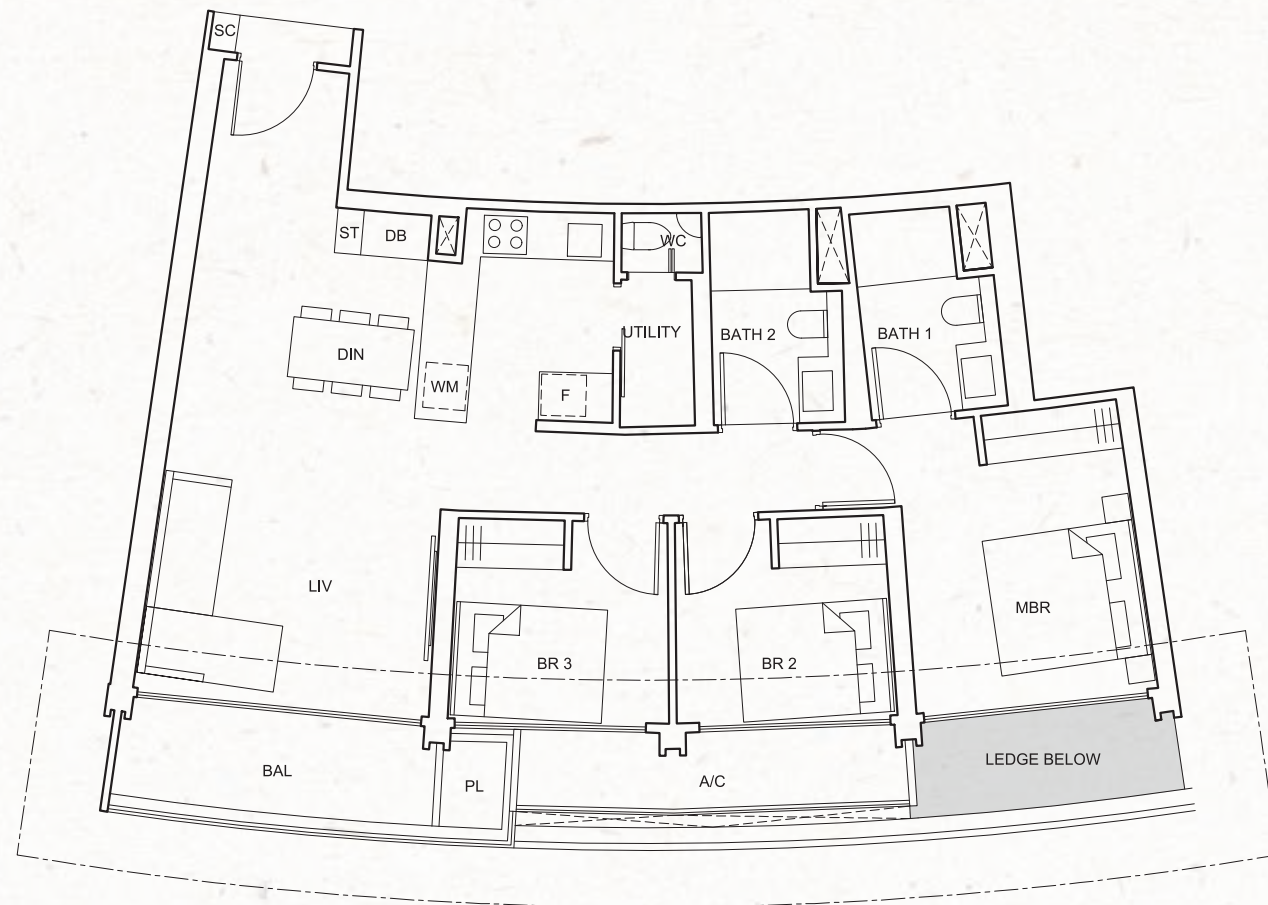 SC
ST
DB
WC
UTILITY
BATH 2
BATH 1
DIN
WM
F
LIV
BR 3
BR 2
MBR
BAL
PL
A/C
LEDGE BELOW